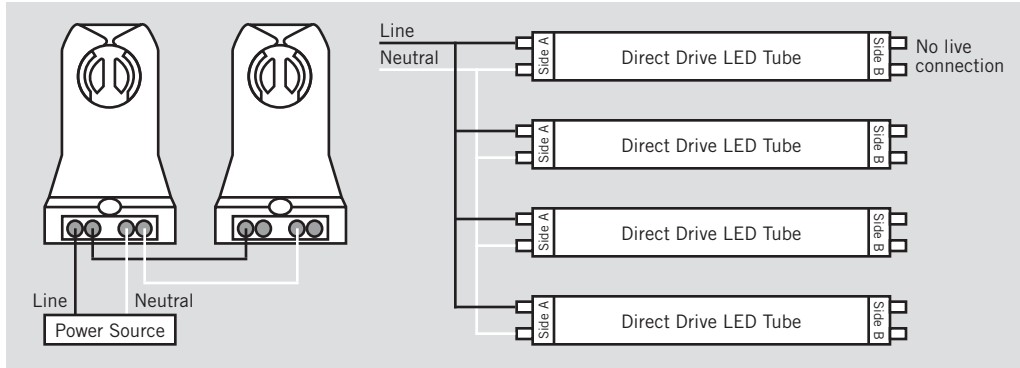 Line
Neutral
Power Source
Line
Neutral
Side A
Direct Drive LED Tube
Side B
No live
connection
Side A
Direct Drive LED Tube
Side B
Side A
Direct Drive LED Tube
Side B
Side A
Direct Drive LED Tube
Side B